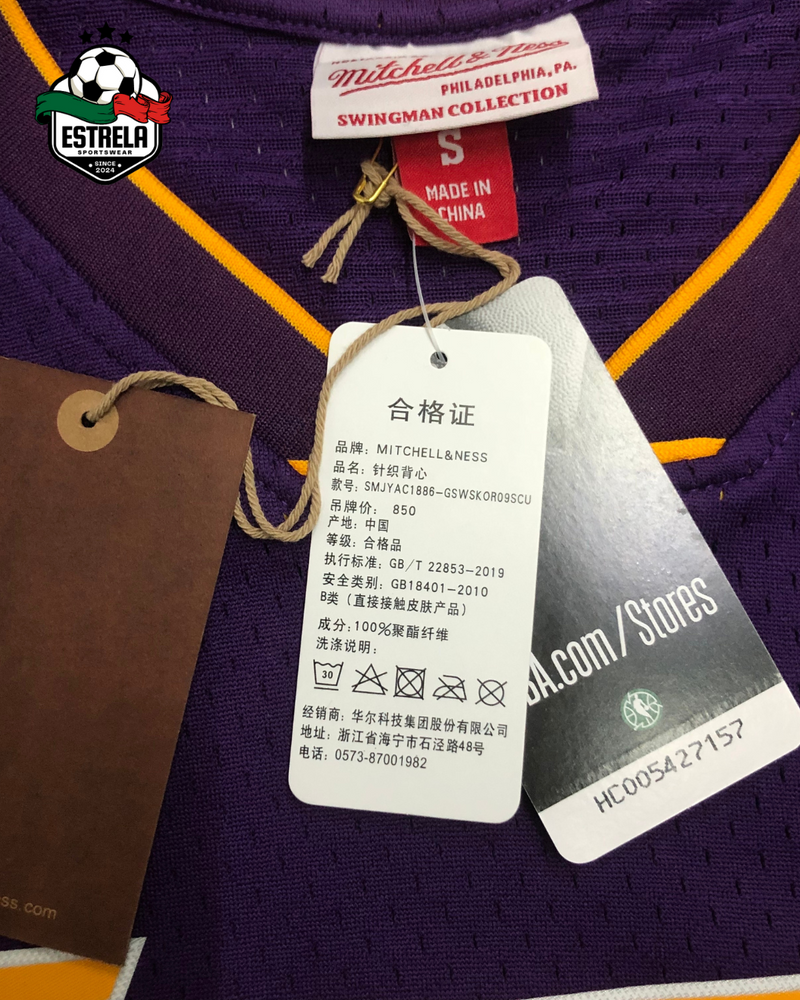 ESTRELA
SPORTSWEAR
SINCE
2024
Mitchell & Ness
PHILADELPHIA, PA.
SWINGMAN COLLECTION
S
MADE IN
CHINA
合格证
品牌: MITCHELL&NESS
品名: 针织背心
款号: SMJYAC1886-GSWSKOR09SCU
吊牌价: 850
产地: 中国
等级: 合格品
执行标准: GB/T 22853-2019
安全类别: GB18401-2010
B类 (直接接触皮肤产品)
成分: 100%聚酯纤维
洗涤说明:
30
经销商: 华尔科技集团股份有限公司
地址: 浙江省海宁市石泾路48号
电话: 0573-87001982
BA.com/Stores
HC005427157
ss.com